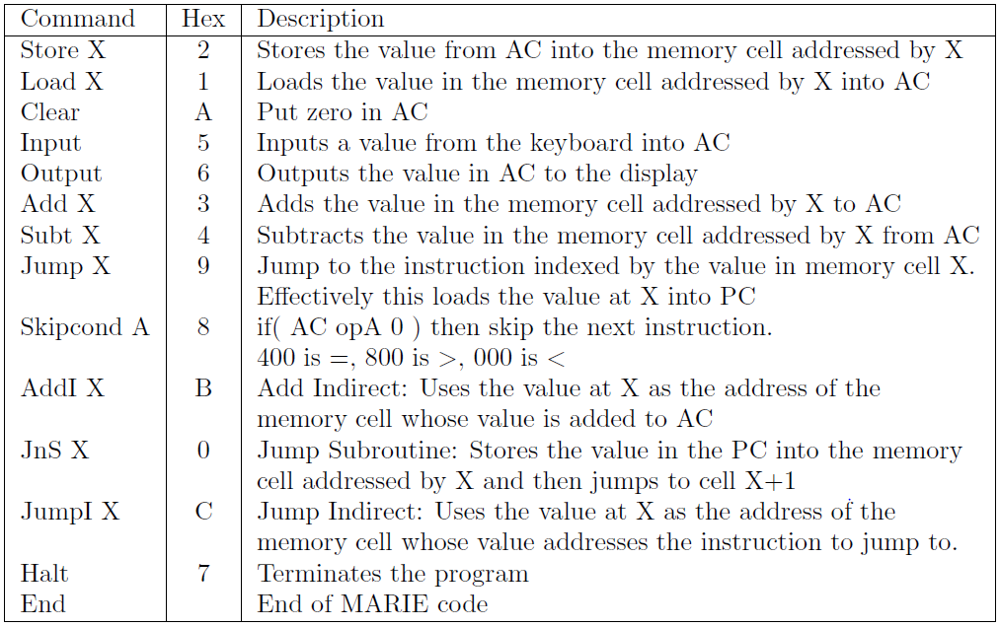 Command Hex Description
Store X 2 Stores the value from AC into the memory cell addressed by X
Load X 1 Loads the value in the memory cell addressed by X into AC
Clear A Put zero in AC
Input 5 Inputs a value from the keyboard into AC
Output 6 Outputs the value in AC to the display
Add X 3 Adds the value in the memory cell addressed by X to AC
Subt X 4 Subtracts the value in the memory cell addressed by X from AC
Jump X 9 Jump to the instruction indexed by the value in memory cell X.
Effectively this loads the value at X into PC
Skipcond A 8 if( AC opA 0 ) then skip the next instruction.
400 is =, 800 is >, 000 is <
AddI X B Add Indirect: Uses the value at X as the address of the
memory cell whose value is added to AC
JnS X 0 Jump Subroutine: Stores the value in the PC into the memory
cell addressed by X and then jumps to cell X+1
JumpI X C Jump Indirect: Uses the value at X as the address of the
memory cell whose value addresses the instruction to jump to.
Halt 7 Terminates the program
End End of MARIE code